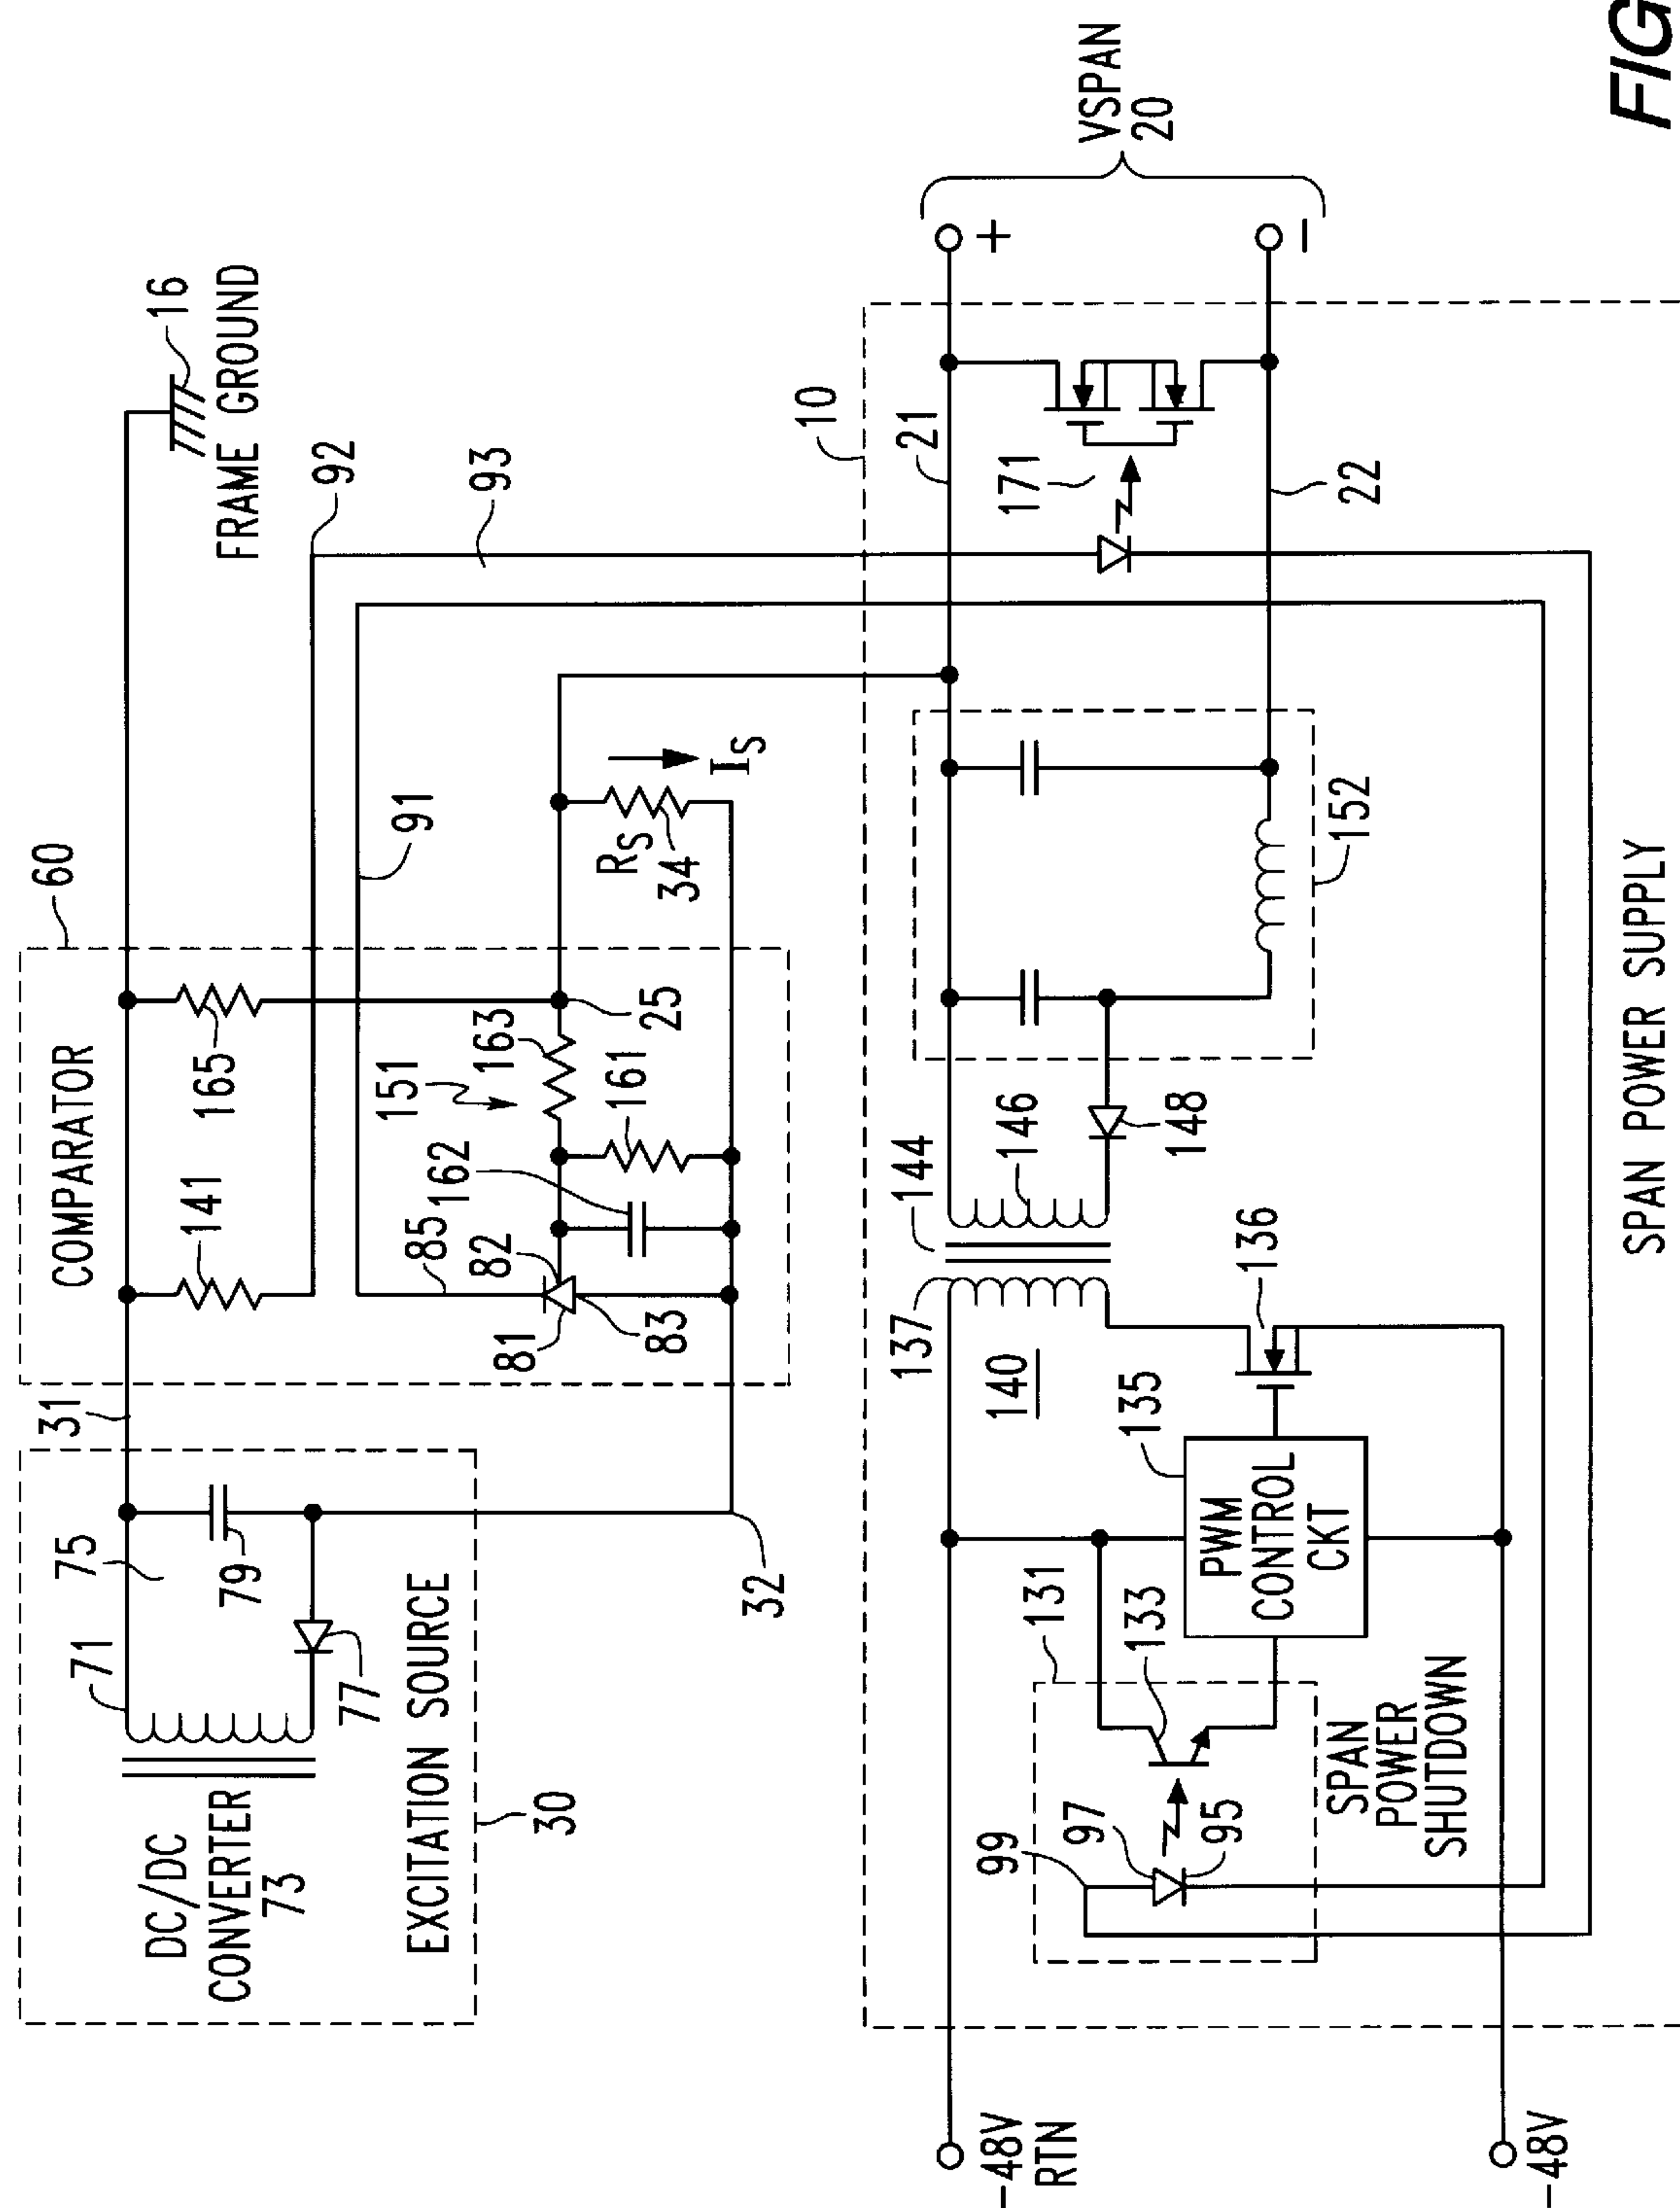 DC/DC
CONVERTER
73
71
75
79
77
EXCITATION SOURCE
30
31
32
COMPARATOR
60
141
165
151
163
85
82
162
161
81
83
25
91
R_S
34
I_S
16
FRAME GROUND
92
93
10
21
171
22
VSPAN
20
+
−
144
146
148
152
137
140
136
135
PWM
CONTROL
CKT
131
133
99
97
95
SPAN
POWER
SHUTDOWN
−48V
RTN
−48V
SPAN POWER SUPPLY
FIG